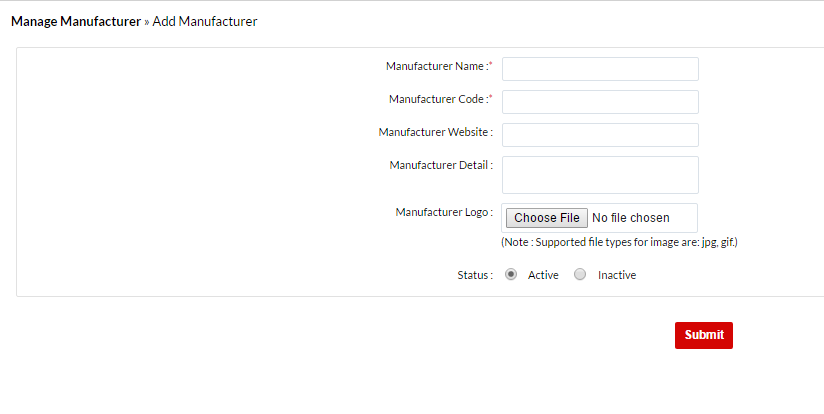 Manage Manufacturer » Add Manufacturer
Manufacturer Name :*
Manufacturer Code :*
Manufacturer Website :
Manufacturer Detail :
Manufacturer Logo : Choose File No file chosen
(Note : Supported file types for image are: jpg, gif.)
Status : Active Inactive
Submit